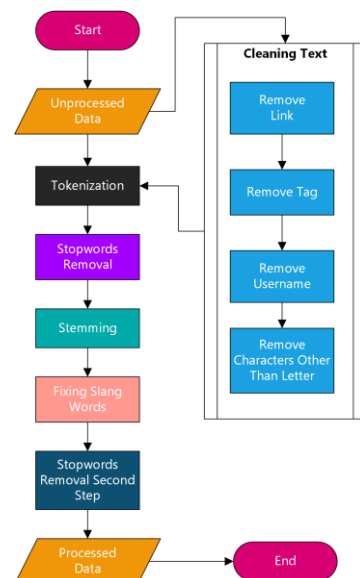 Start
Unprocessed
Data
Tokenization
Stopwords
Removal
Stemming
Fixing Slang
Words
Stopwords
Removal Second
Step
Processed
Data
End
Cleaning Text
Remove
Link
Remove Tag
Remove
Username
Remove
Characters Other
Than Letter